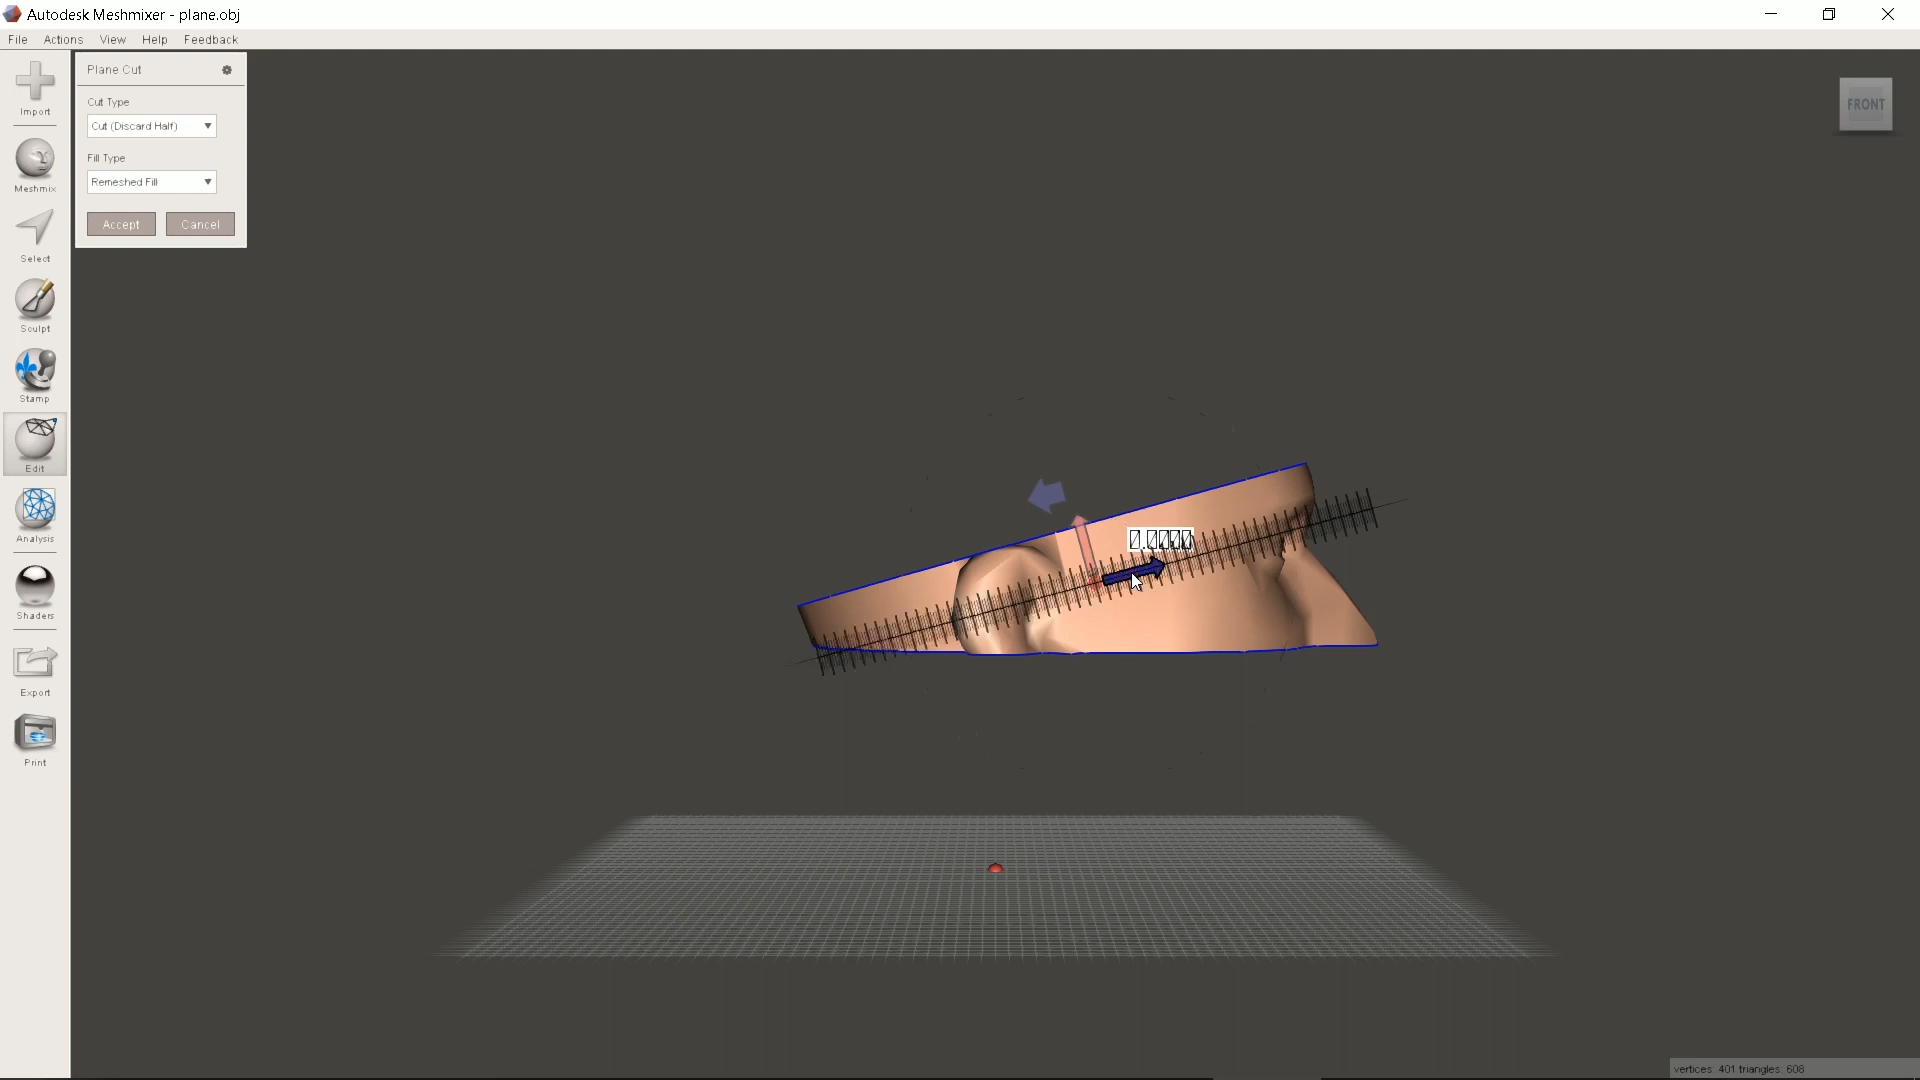 Autodesk Meshmixer - plane.obj
File Actions View Help Feedback
Plane Cut
Cut Type
Cut (Discard Half)
Fill Type
Remeshed Fill
Accept Cancel
Import
Meshmix
Select
Sculpt
Stamp
Edit
Analysis
Shaders
Export
Print
FRONT
vertices: 401 triangles: 608